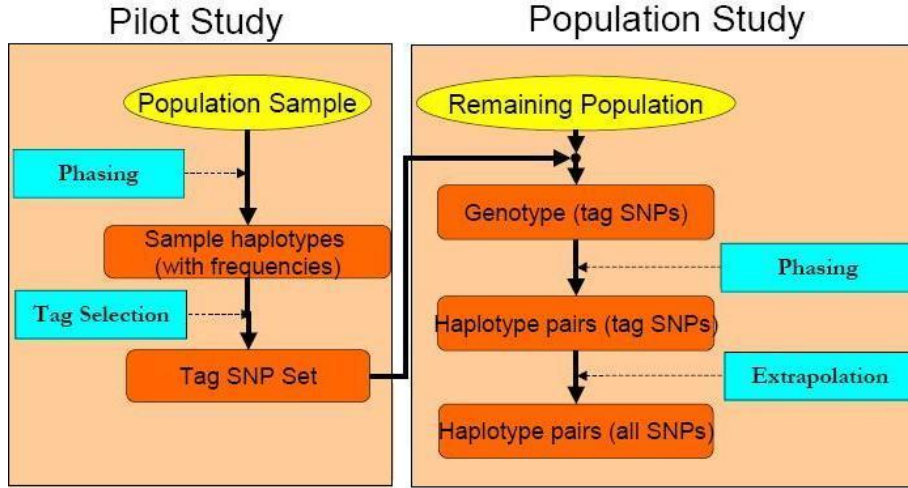 Pilot Study
Population Sample
Phasing
Sample haplotypes
(with frequencies)
Tag Selection
Tag SNP Set
Population Study
Remaining Population
Genotype (tag SNPs)
Phasing
Haplotype pairs (tag SNPs)
Extrapolation
Haplotype pairs (all SNPs)